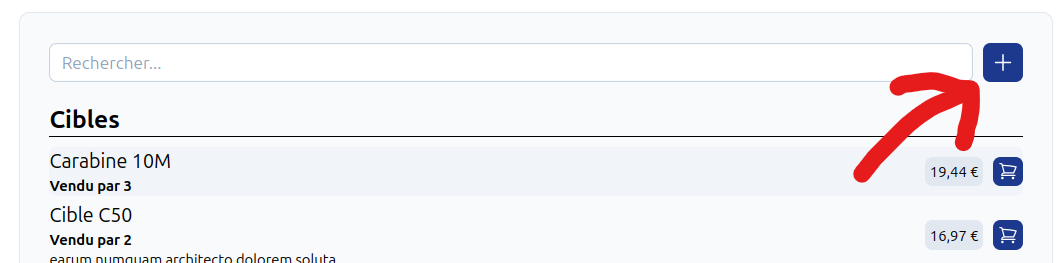 Rechercher...
Cibles
Carabine 10M
Vendu par 3
19,44 €
Cible C50
Vendu par 2
16,97 €
earum numquam architecto dolorem soluta